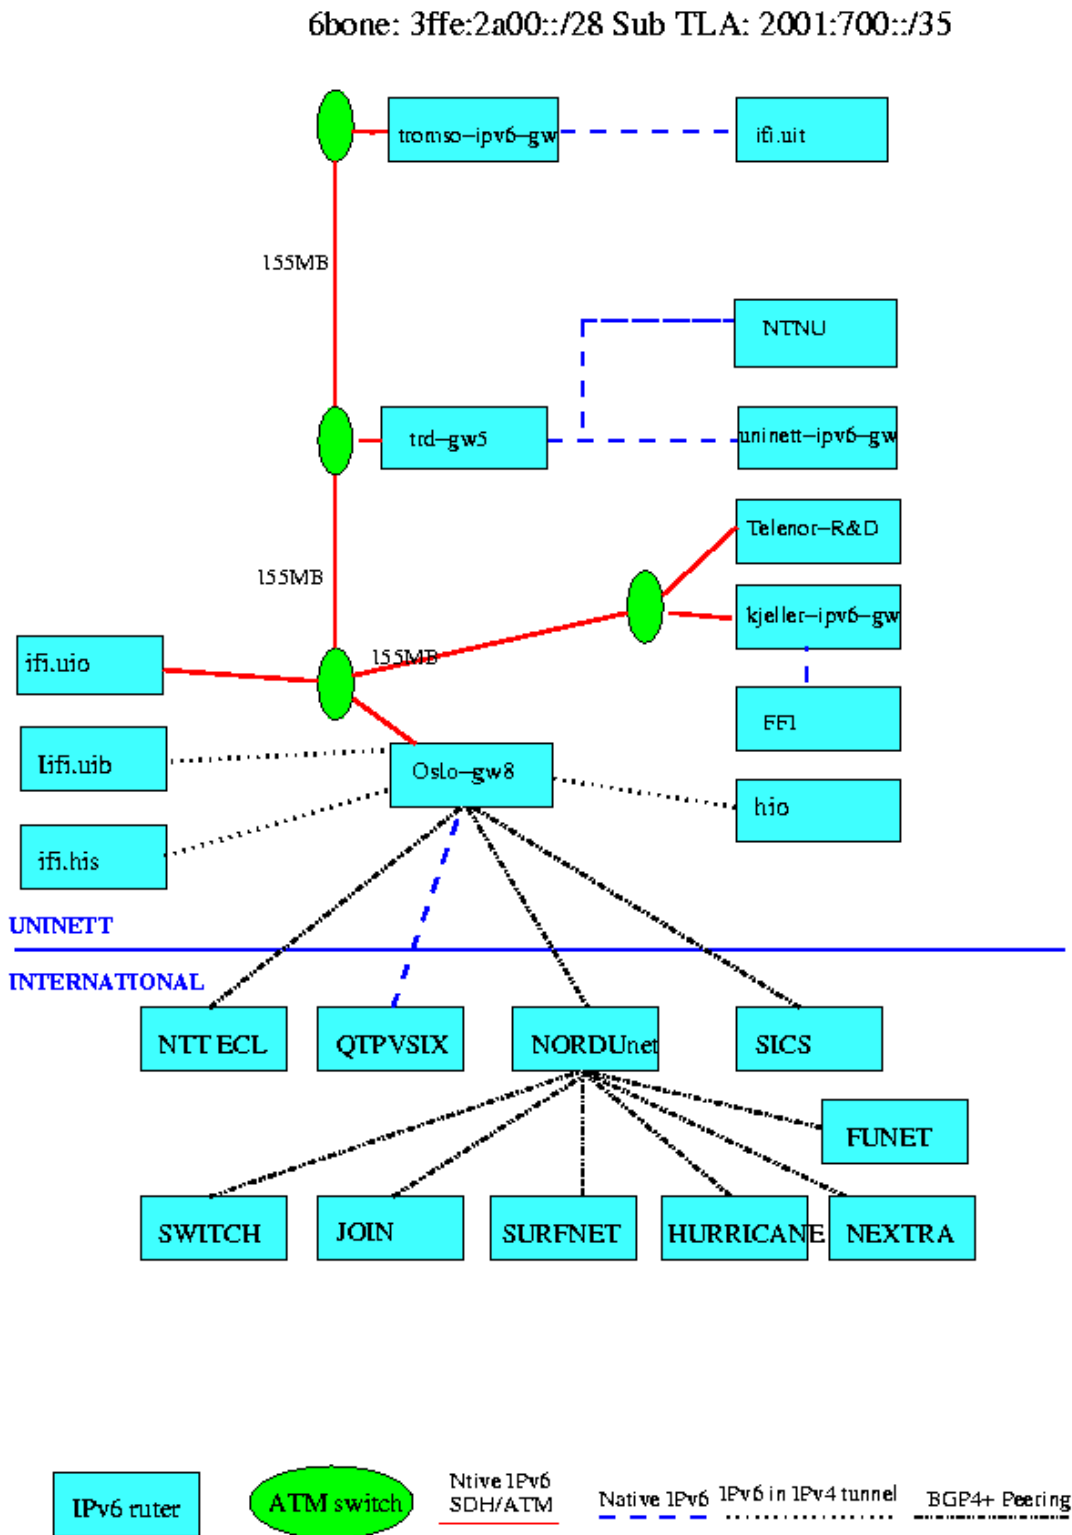 6bone: 3ffe:2a00::/28 Sub TLA: 2001:700::/35
tromso-ipv6-gw
ifi.uit
155MB
NTNU
trd-gw5
uninett-ipv6-gw
Telenor-R&D
155MB
kjeller-ipv6-gw
ifi.uio
155MB
FFI
Iifi.uib
Oslo-gw8
hio
ifi.his
UNINETT
INTERNATIONAL
NTT ECL
QTPVSIX
NORDUnet
SICS
FUNET
SWITCH
JOIN
SURFNET
HURRICANE
NEXTRA
IPv6 ruter
ATM switch
Ntive IPv6
SDH/ATM
Native IPv6
IPv6 in IPv4 tunnel
BGP4+ Peering